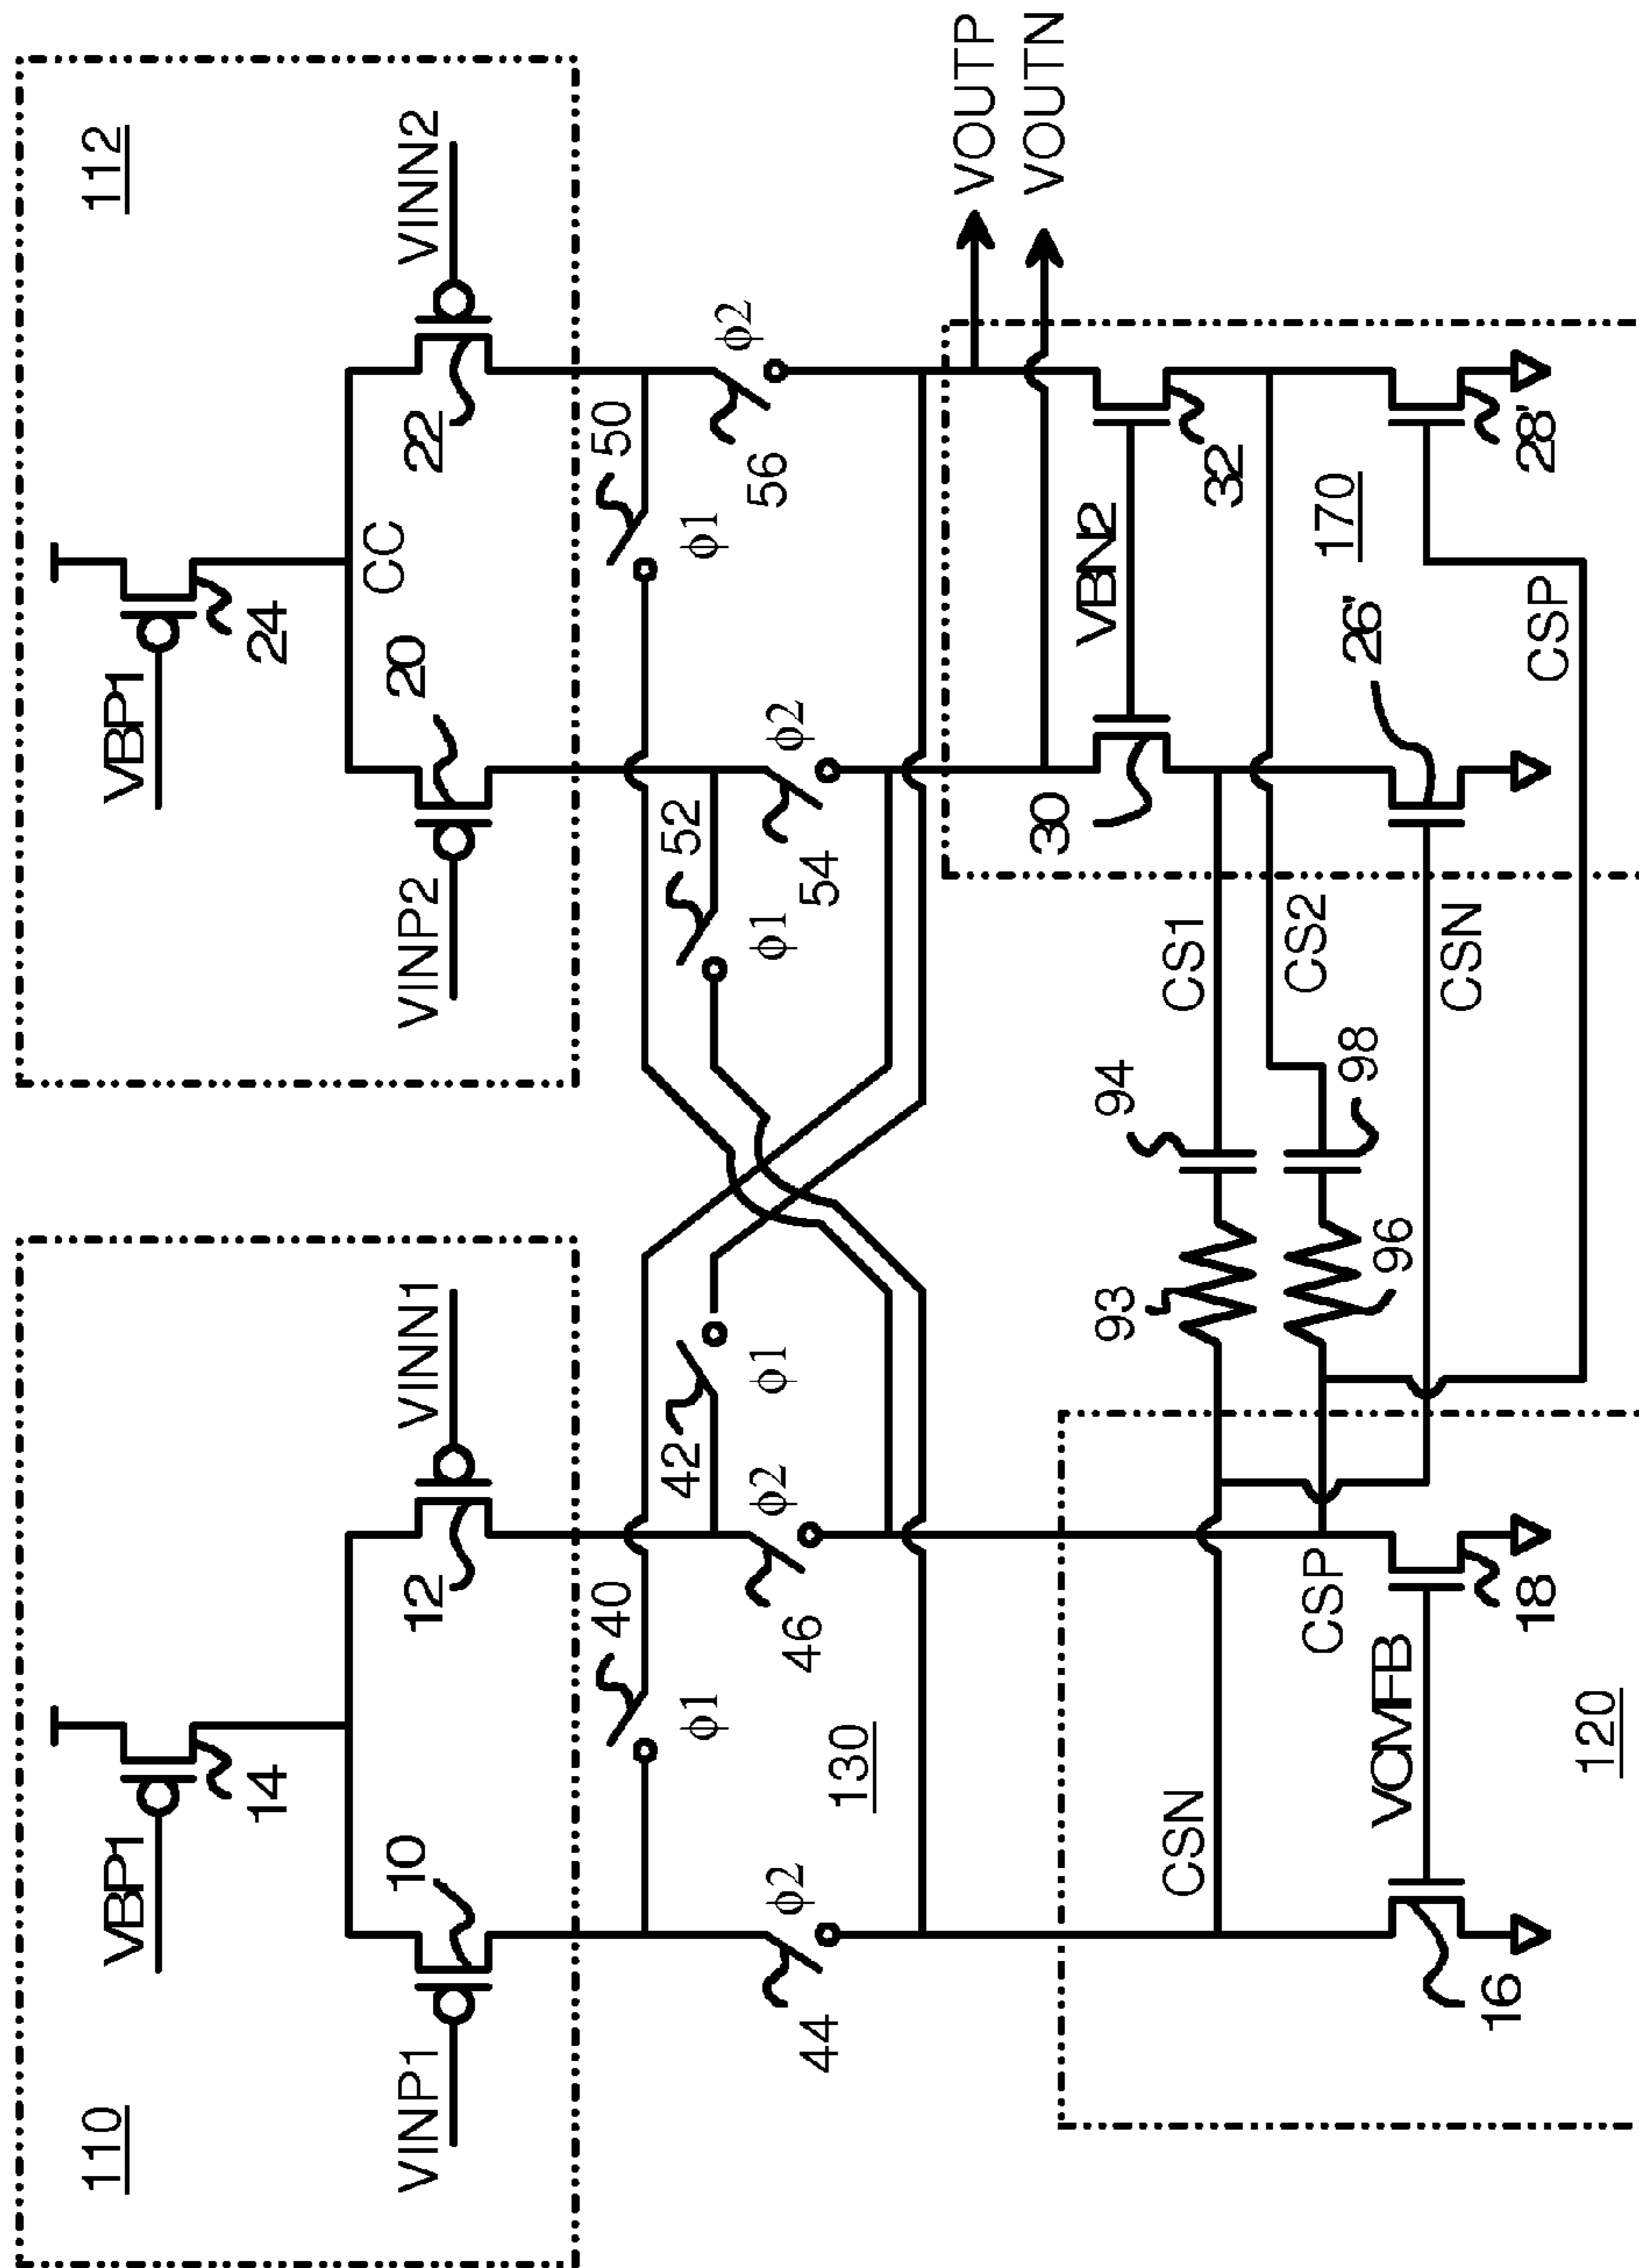 110
112
VBP1
14
VBP1
24
CC
VINP1
10
12
VINN1
VINP2
20
22
VINN2
40
ϕ1
42
ϕ1
50
ϕ1
52
ϕ1
44
ϕ2
46
ϕ2
54
ϕ2
56
ϕ2
130
VOUTP
VOUTN
30
VBN2
32
93
94
CS1
96
98
CS2
CSN
CSP
CSN
CSP
VCMFB
16
18
26'
28'
120
170